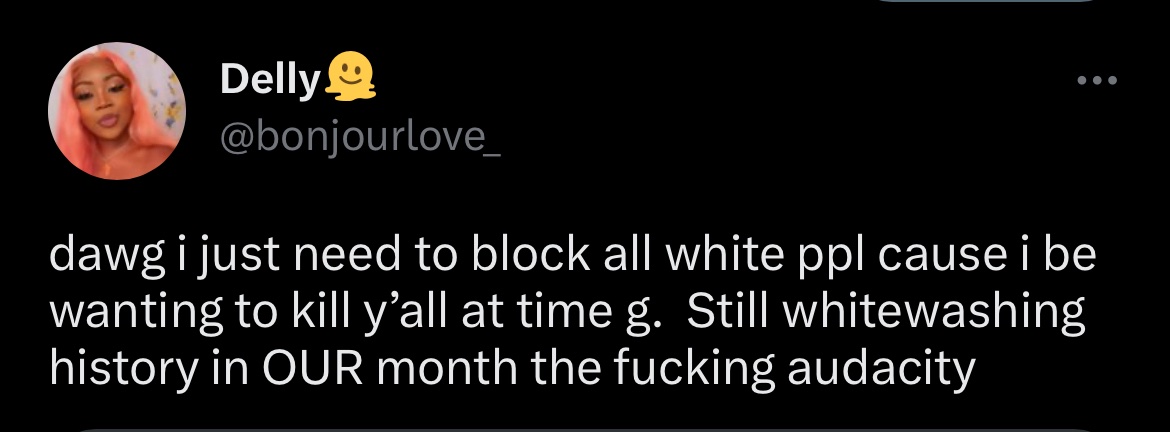 Delly🫠
@bonjourlove_
dawg i just need to block all white ppl cause i be
wanting to kill y’all at time g.  Still whitewashing
history in OUR month the fucking audacity